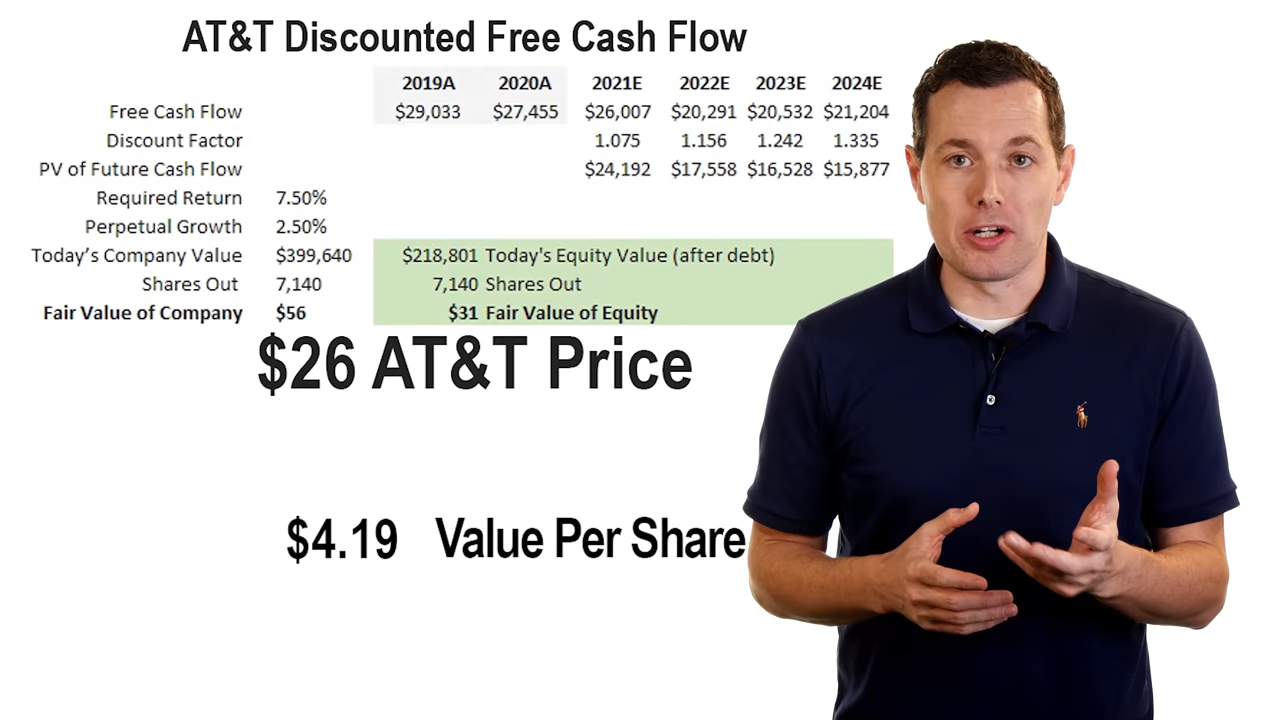 AT&T Discounted Free Cash Flow
2019A 2020A 2021E 2022E 2023E 2024E
Free Cash Flow $29,033 $27,455 $26,007 $20,291 $20,532 $21,204
Discount Factor 1.075 1.156 1.242 1.335
PV of Future Cash Flow $24,192 $17,558 $16,528 $15,877
Required Return 7.50%
Perpetual Growth 2.50%
Today's Company Value $399,640 $218,801 Today's Equity Value (after debt)
Shares Out 7,140 7,140 Shares Out
Fair Value of Company $56 $31 Fair Value of Equity
$26 AT&T Price
$4.19 Value Per Share